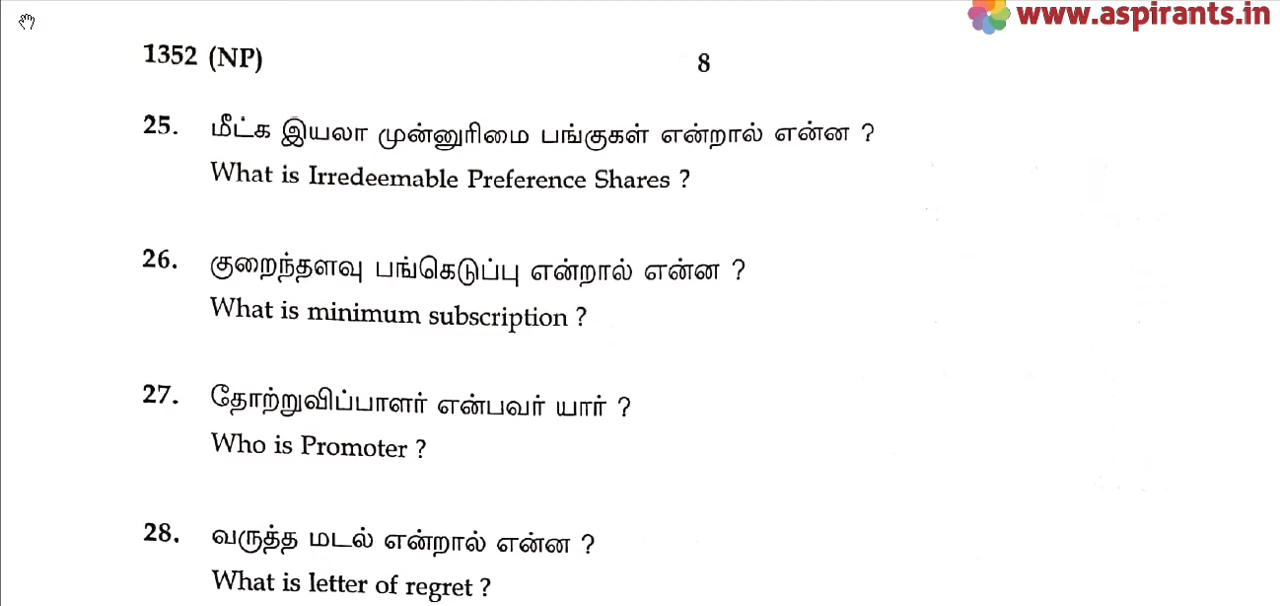 www.aspirants.in
1352 (NP)
8
25. மீட்க இயலா முன்னுரிமை பங்குகள் என்றால் என்ன ?
What is Irredeemable Preference Shares ?
26. குறைந்தளவு பங்கெடுப்பு என்றால் என்ன ?
What is minimum subscription ?
27. தோற்றுவிப்பாளர் என்பவர் யார் ?
Who is Promoter ?
28. வருத்த மடல் என்றால் என்ன ?
What is letter of regret ?